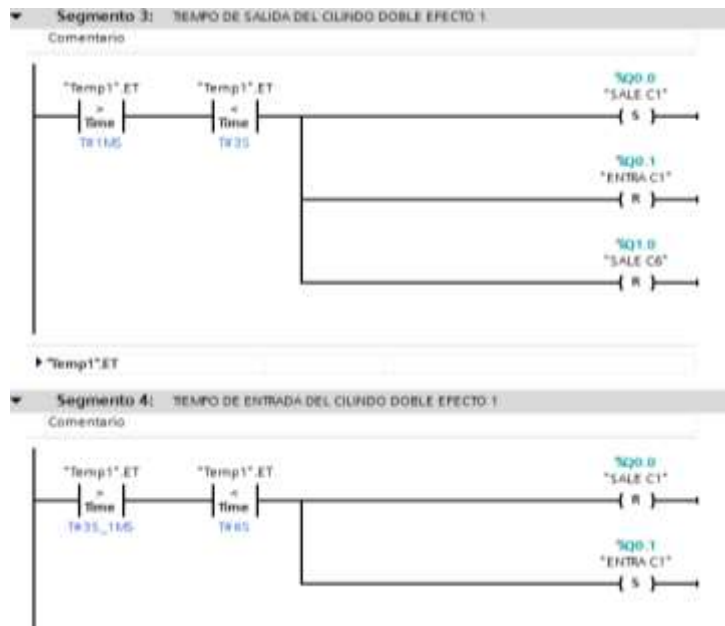 Segmento 3: TIEMPO DE SALIDA DEL CILINDO DOBLE EFECTO 1
Comentario
"Temp1".ET "Temp1".ET %Q0.0
"SALE C1"
> < S
Time Time
T#1MS T#3S
%Q0.1
"ENTRA C1"
R
%Q1.0
"SALE C6"
R
"Temp1".ET
Segmento 4: TIEMPO DE ENTRADA DEL CILINDO DOBLE EFECTO 1
Comentario
"Temp1".ET "Temp1".ET %Q0.0
"SALE C1"
> < R
Time Time
T#3S_1MS T#6S
%Q0.1
"ENTRA C1"
S